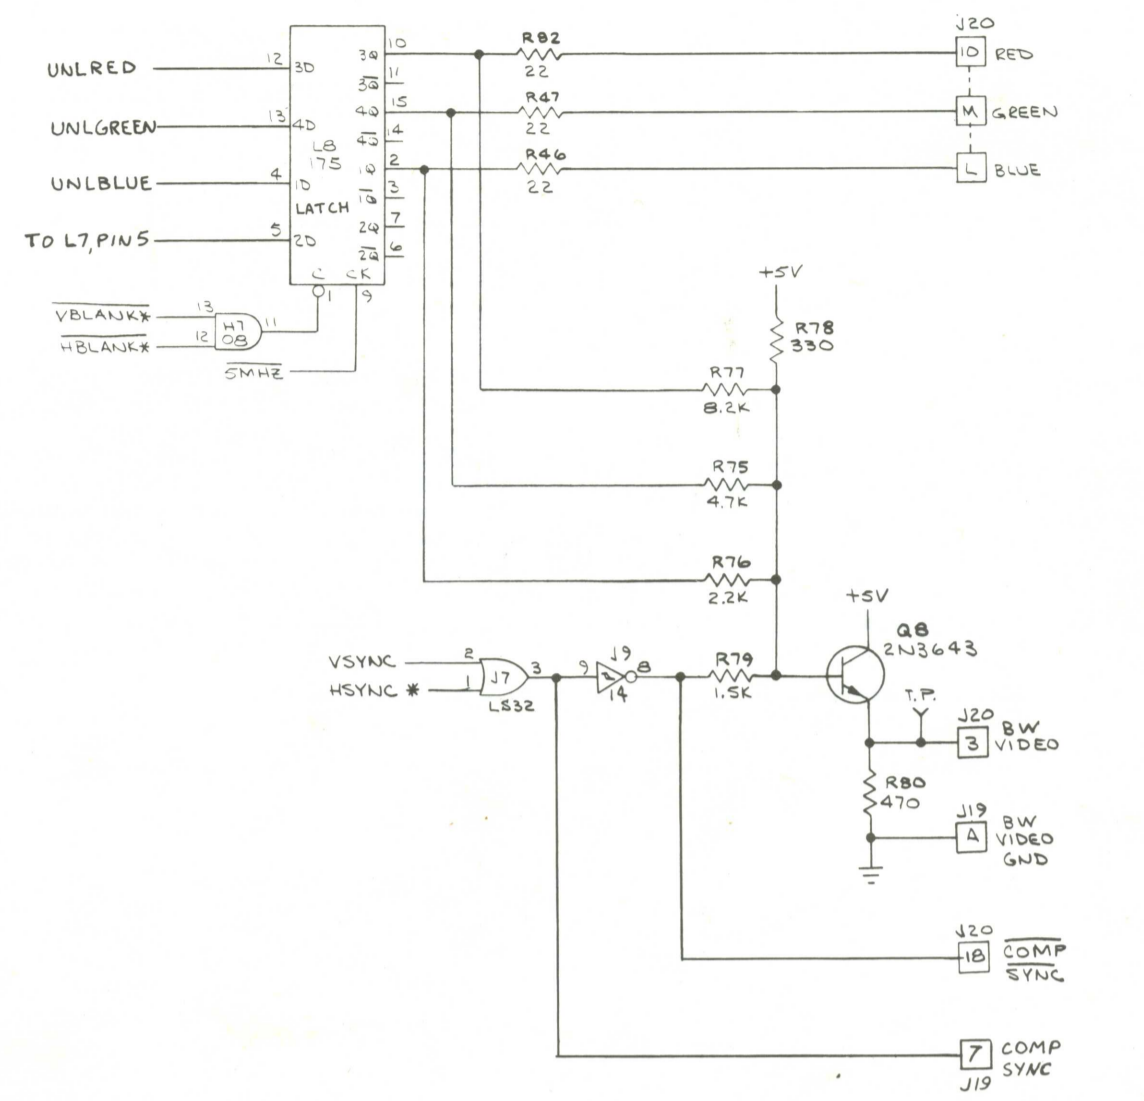 J20
R82
22
10
RED
UNLRED
12
3D
3Q
10
3Q
11
R47
22
M
GREEN
UNLGREEN
13
4D
4Q
15
4Q
14
L8
175
LATCH
R46
22
L
BLUE
UNLBLUE
4
1D
1Q
2
1Q
3
TO L7, PIN 5
5
2D
2Q
7
2Q
6
C
CK
1
9
VBLANK*
13
HBLANK*
12
H7
08
11
5MHZ
+5V
R78
330
R77
8.2K
R75
4.7K
R76
2.2K
+5V
Q8
2N3643
VSYNC
2
HSYNC *
1
J7
LS32
3
9
J9
14
8
R79
1.5K
T.P.
J20
3
BW
VIDEO
R80
470
J19
A
BW
VIDEO
GND
J20
18
COMP
SYNC
7
J19
COMP
SYNC